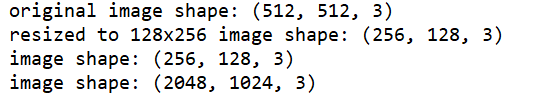 original image shape: (512, 512, 3)
resized to 128x256 image shape: (256, 128, 3)
image shape: (256, 128, 3)
image shape: (2048, 1024, 3)